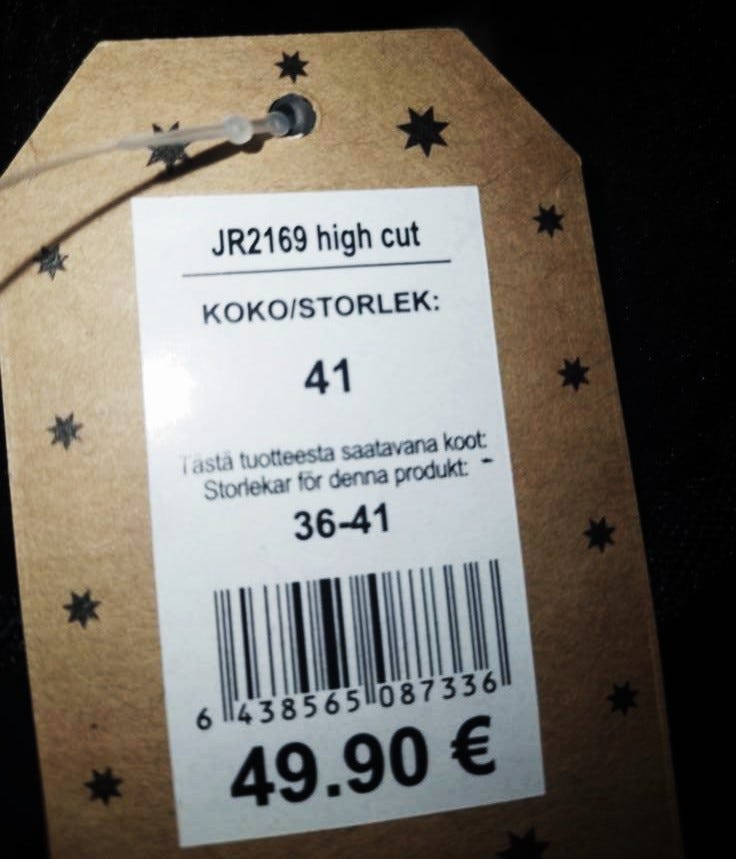 JR2169 high cut
KOKO/STORLEK:
41
Tästä tuotteesta saatavana koot:
Storlekar för denna produkt: -
36-41
6 438565 087336
49.90 €